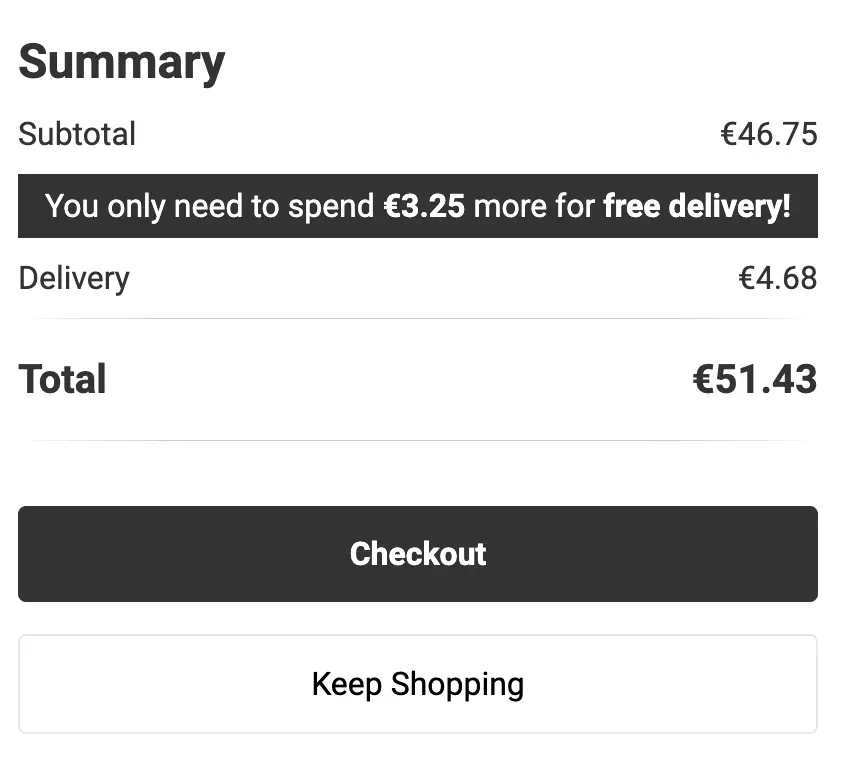 Summary
Subtotal €46.75
You only need to spend €3.25 more for free delivery!
Delivery €4.68
Total €51.43
Checkout
Keep Shopping